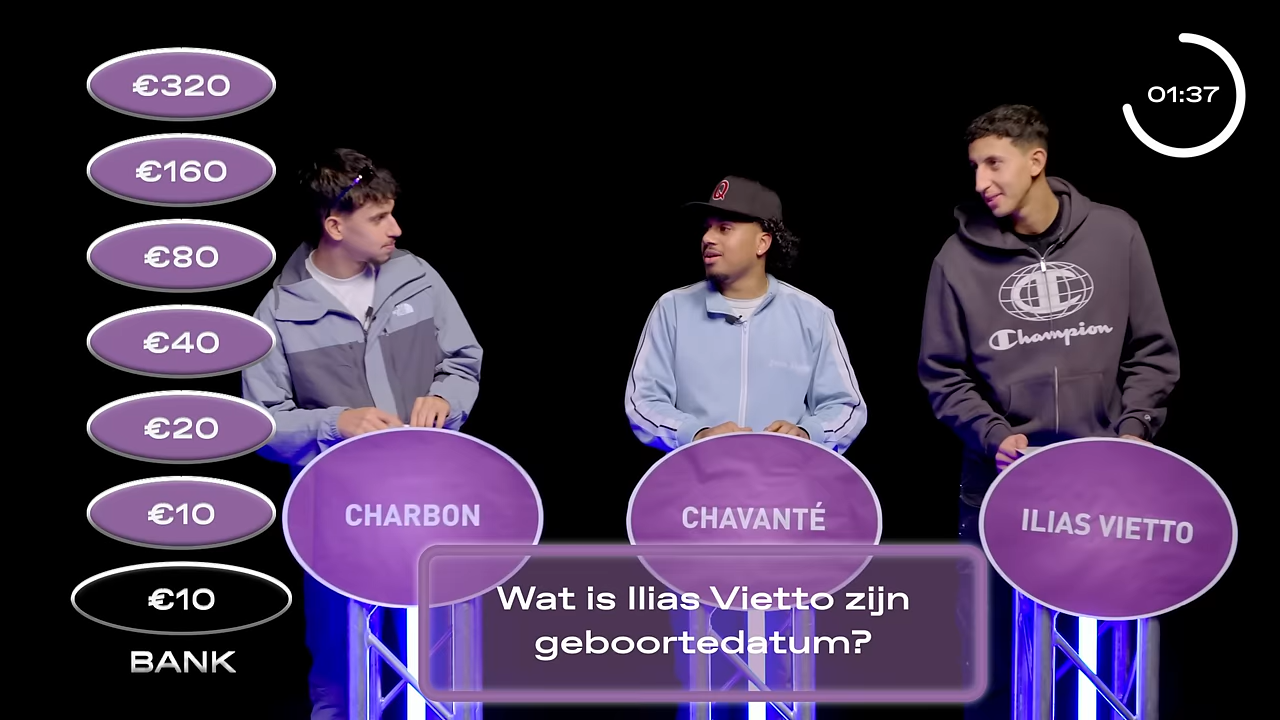 €320
€160
€80
€40
€20
€10
€10
BANK
01:37
Q
Champion
CHARBON
CHAVANTÉ
ILIAS VIETTO
Wat is Ilias Vietto zijn
geboortedatum?